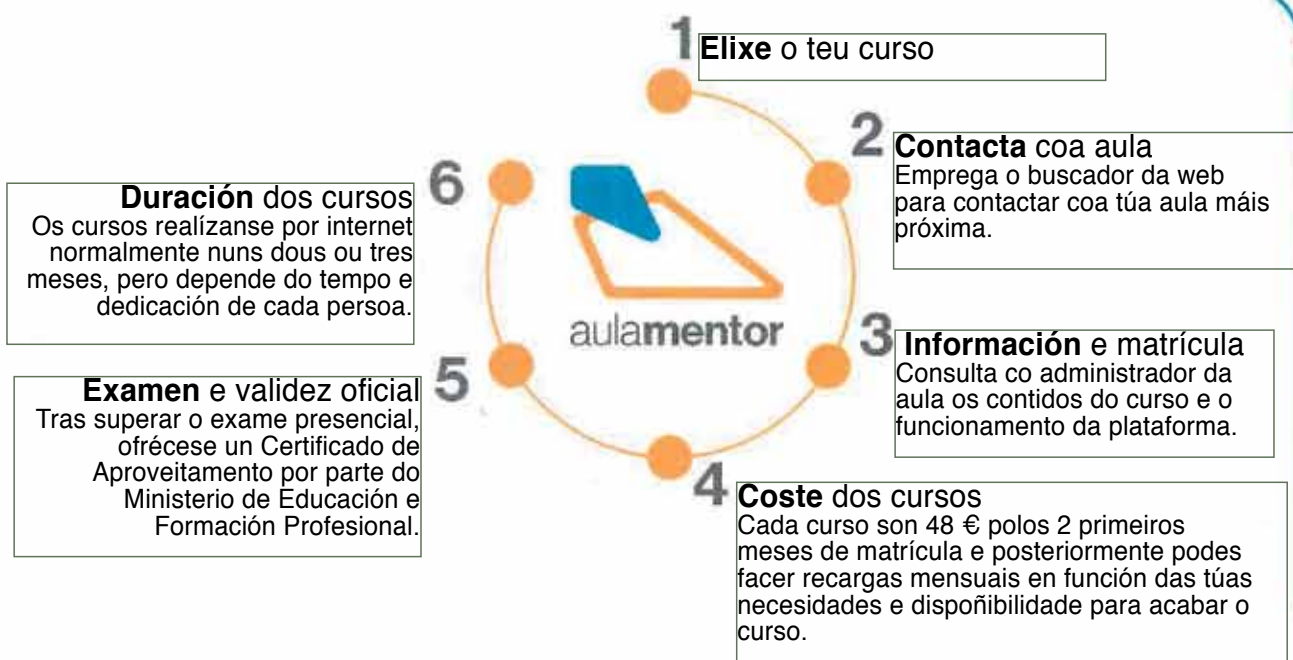 1
Elixe o teu curso
2
Contacta coa aula
Emprega o buscador da web
para contactar coa túa aula máis
próxima.
3
Información e matrícula
Consulta co administrador da
aula os contidos do curso e o
funcionamento da plataforma.
4
Coste dos cursos
Cada curso son 48 € polos 2 primeiros
meses de matrícula e posteriormente podes
facer recargas mensuais en función das túas
necesidades e dispoñibilidade para acabar o
curso.
5
Examen e validez oficial
Tras superar o exame presencial,
ofrécese un Certificado de
Aproveitamento por parte do
Ministerio de Educación e
Formación Profesional.
6
Duración dos cursos
Os cursos realízanse por internet
normalmente nuns dous ou tres
meses, pero depende do tempo e
dedicación de cada persoa.
aulamentor